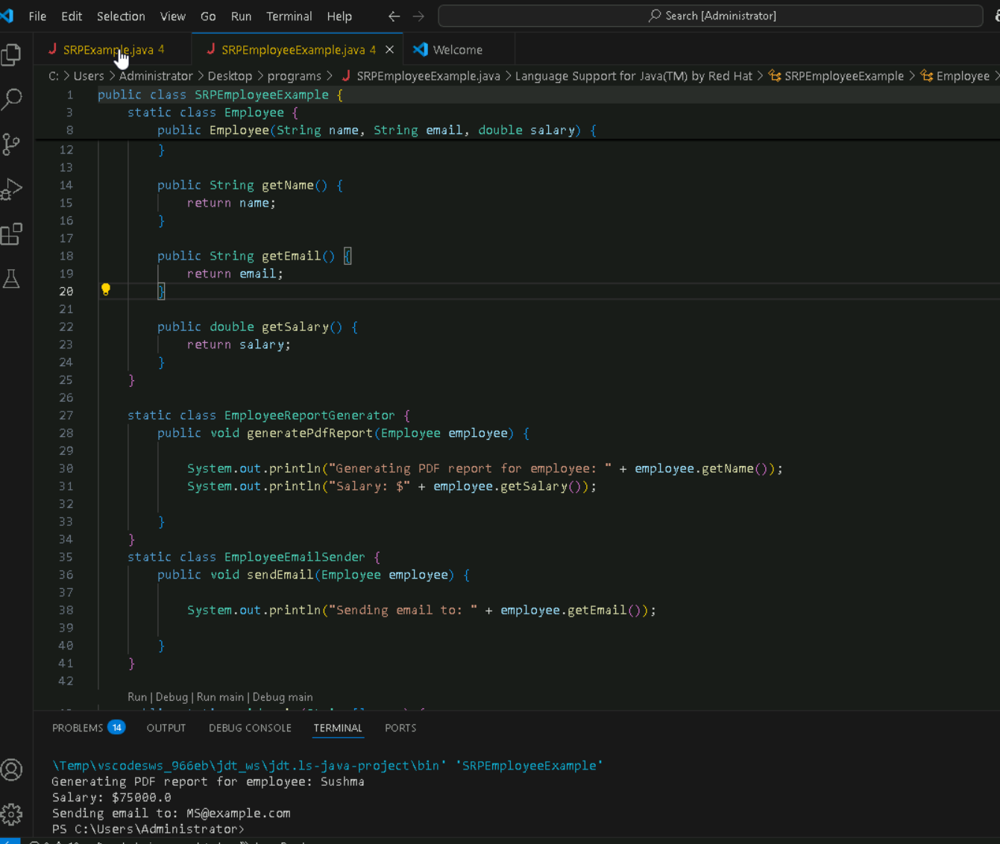 File Edit Selection View Go Run Terminal Help ← → Search [Administrator]
SRPExample.java 4 SRPEmployeeExample.java 4 × Welcome
C: > Users > Administrator > Desktop > programs > SRPEmployeeExample.java > Language Support for Java(TM) by Red Hat > SRPEmployeeExample > Employee >
1 public class SRPEmployeeExample {
3 static class Employee {
8 public Employee(String name, String email, double salary) {
12 }
13
14 public String getName() {
15 return name;
16 }
17
18 public String getEmail() {
19 return email;
20 }
21
22 public double getSalary() {
23 return salary;
24 }
25 }
26
27 static class EmployeeReportGenerator {
28 public void generatePdfReport(Employee employee) {
29
30 System.out.println("Generating PDF report for employee: " + employee.getName());
31 System.out.println("Salary: $" + employee.getSalary());
32
33 }
34 }
35 static class EmployeeEmailSender {
36 public void sendEmail(Employee employee) {
37
38 System.out.println("Sending email to: " + employee.getEmail());
39
40 }
41 }
42
Run | Debug | Run main | Debug main
PROBLEMS 14 OUTPUT DEBUG CONSOLE TERMINAL PORTS
\Temp\vscodesws_966eb\jdt_ws\jdt.ls-java-project\bin' 'SRPEmployeeExample'
Generating PDF report for employee: Sushma
Salary: $75000.0
Sending email to: MS@example.com
PS C:\Users\Administrator>